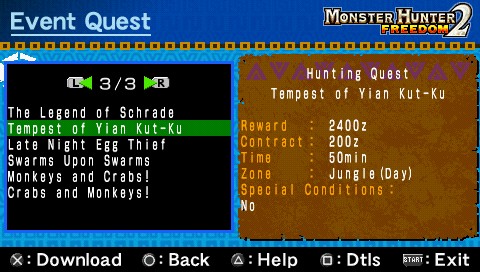 Event Quest
MONSTER HUNTER
FREEDOM 2
L 3/3 R
The Legend of Schrade
Tempest of Yian Kut-Ku
Late Night Egg Thief
Swarms Upon Swarms
Monkeys and Crabs!
Crabs and Monkeys!
Hunting Quest
Tempest of Yian Kut-Ku
Reward : 2400z
Contract : 200z
Time : 50min
Zone : Jungle(Day)
Special Conditions :
No
:Download :Back :Help :Dtls START:Exit